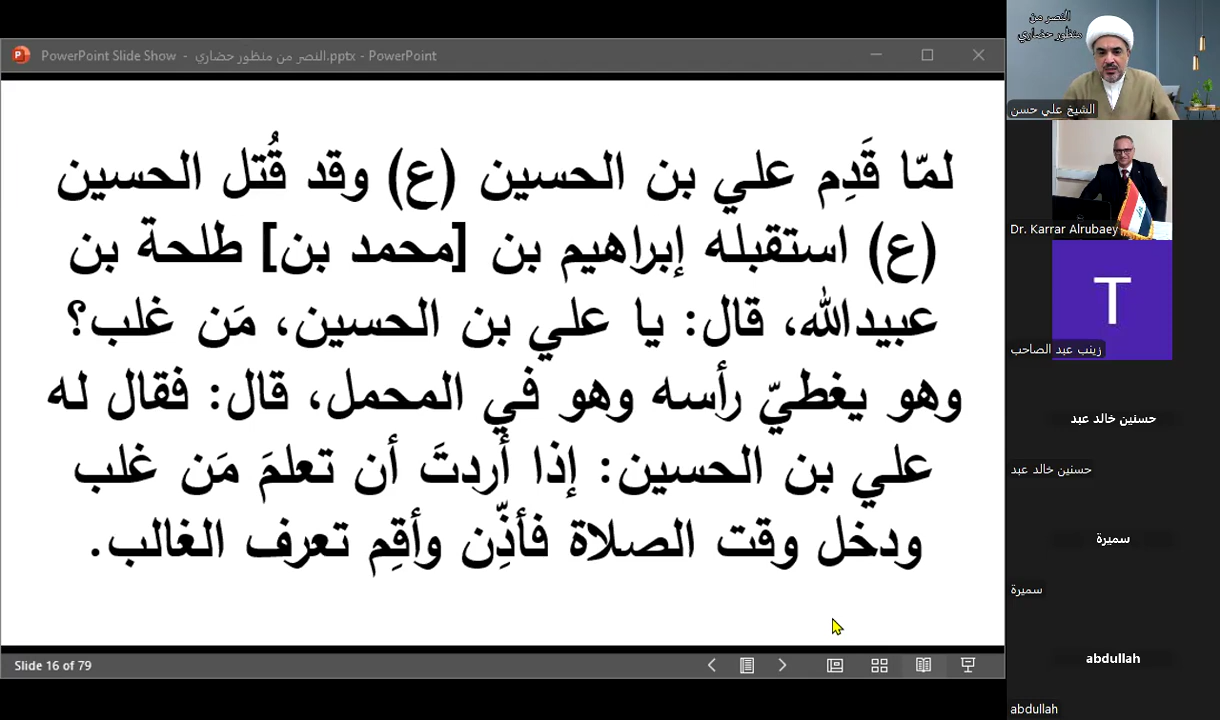 PowerPoint Slide Show - النصر من منظور حضاري.pptx - PowerPoint
لمّا قَدِم علي بن الحسين (ع) وقد قُتل الحسين
(ع) استقبله إبراهيم بن [محمد بن] طلحة بن
عبيدالله، قال: يا علي بن الحسين، مَن غلب؟
وهو يغطيّ رأسه وهو في المحمل، قال: فقال له
علي بن الحسين: إذا أردتَ أن تعلمَ مَن غلب
ودخل وقت الصلاة فأذِّن وأقِم تعرف الغالب.
Slide 16 of 79
النصر من
منظور حضاري
الشيخ علي حسن
Dr. Karrar Alrubaey
T
زينب عبد الصاحب
حسنين خالد عبد
حسنين خالد عبد
سميرة
سميرة
abdullah
abdullah